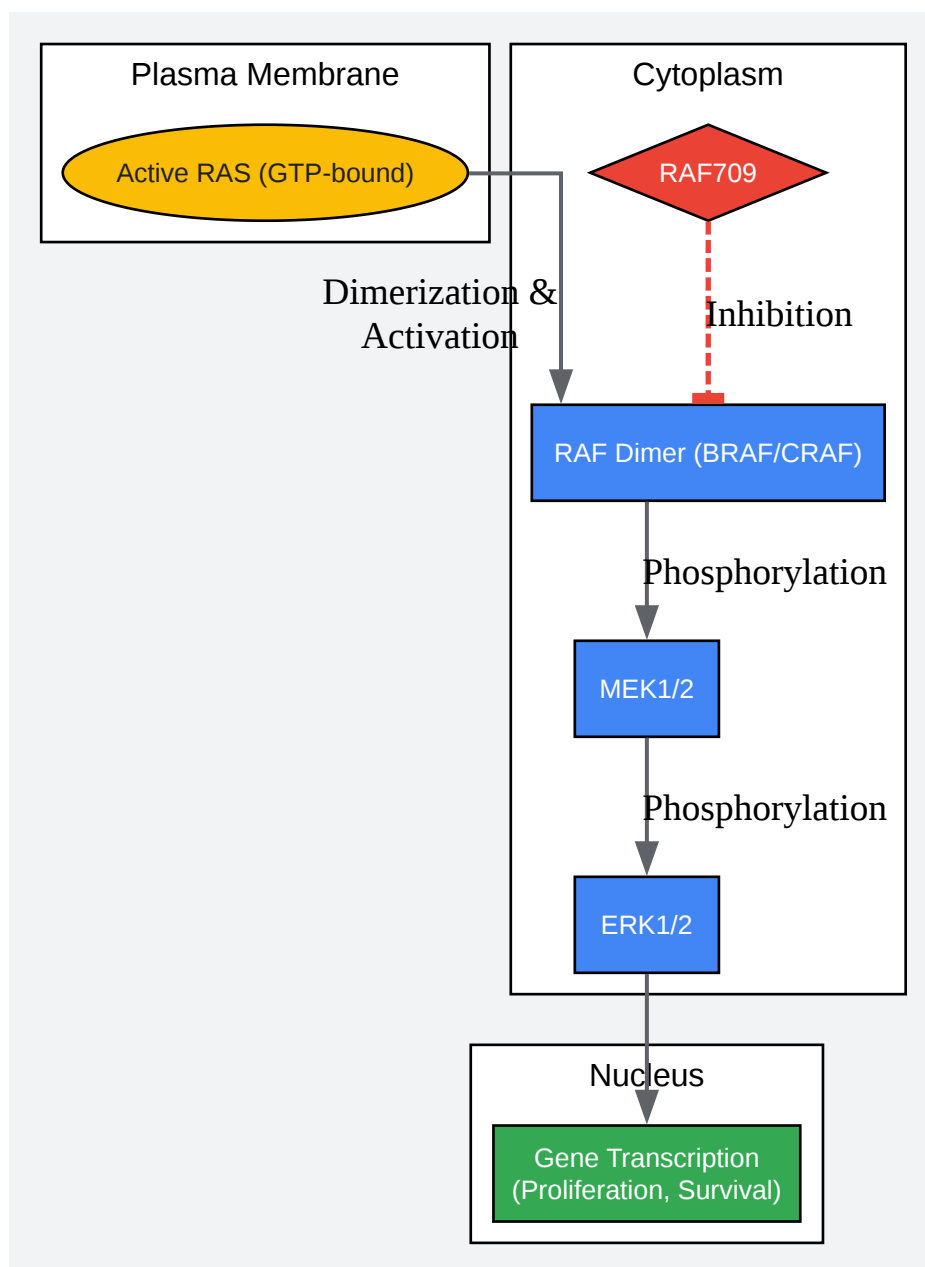 Plasma Membrane
Cytoplasm
Active RAS (GTP-bound)
RAF709
Dimerization &
Activation
Inhibition
RAF Dimer (BRAF/CRAF)
Phosphorylation
MEK1/2
Phosphorylation
ERK1/2
Nucleus
Gene Transcription
(Proliferation, Survival)